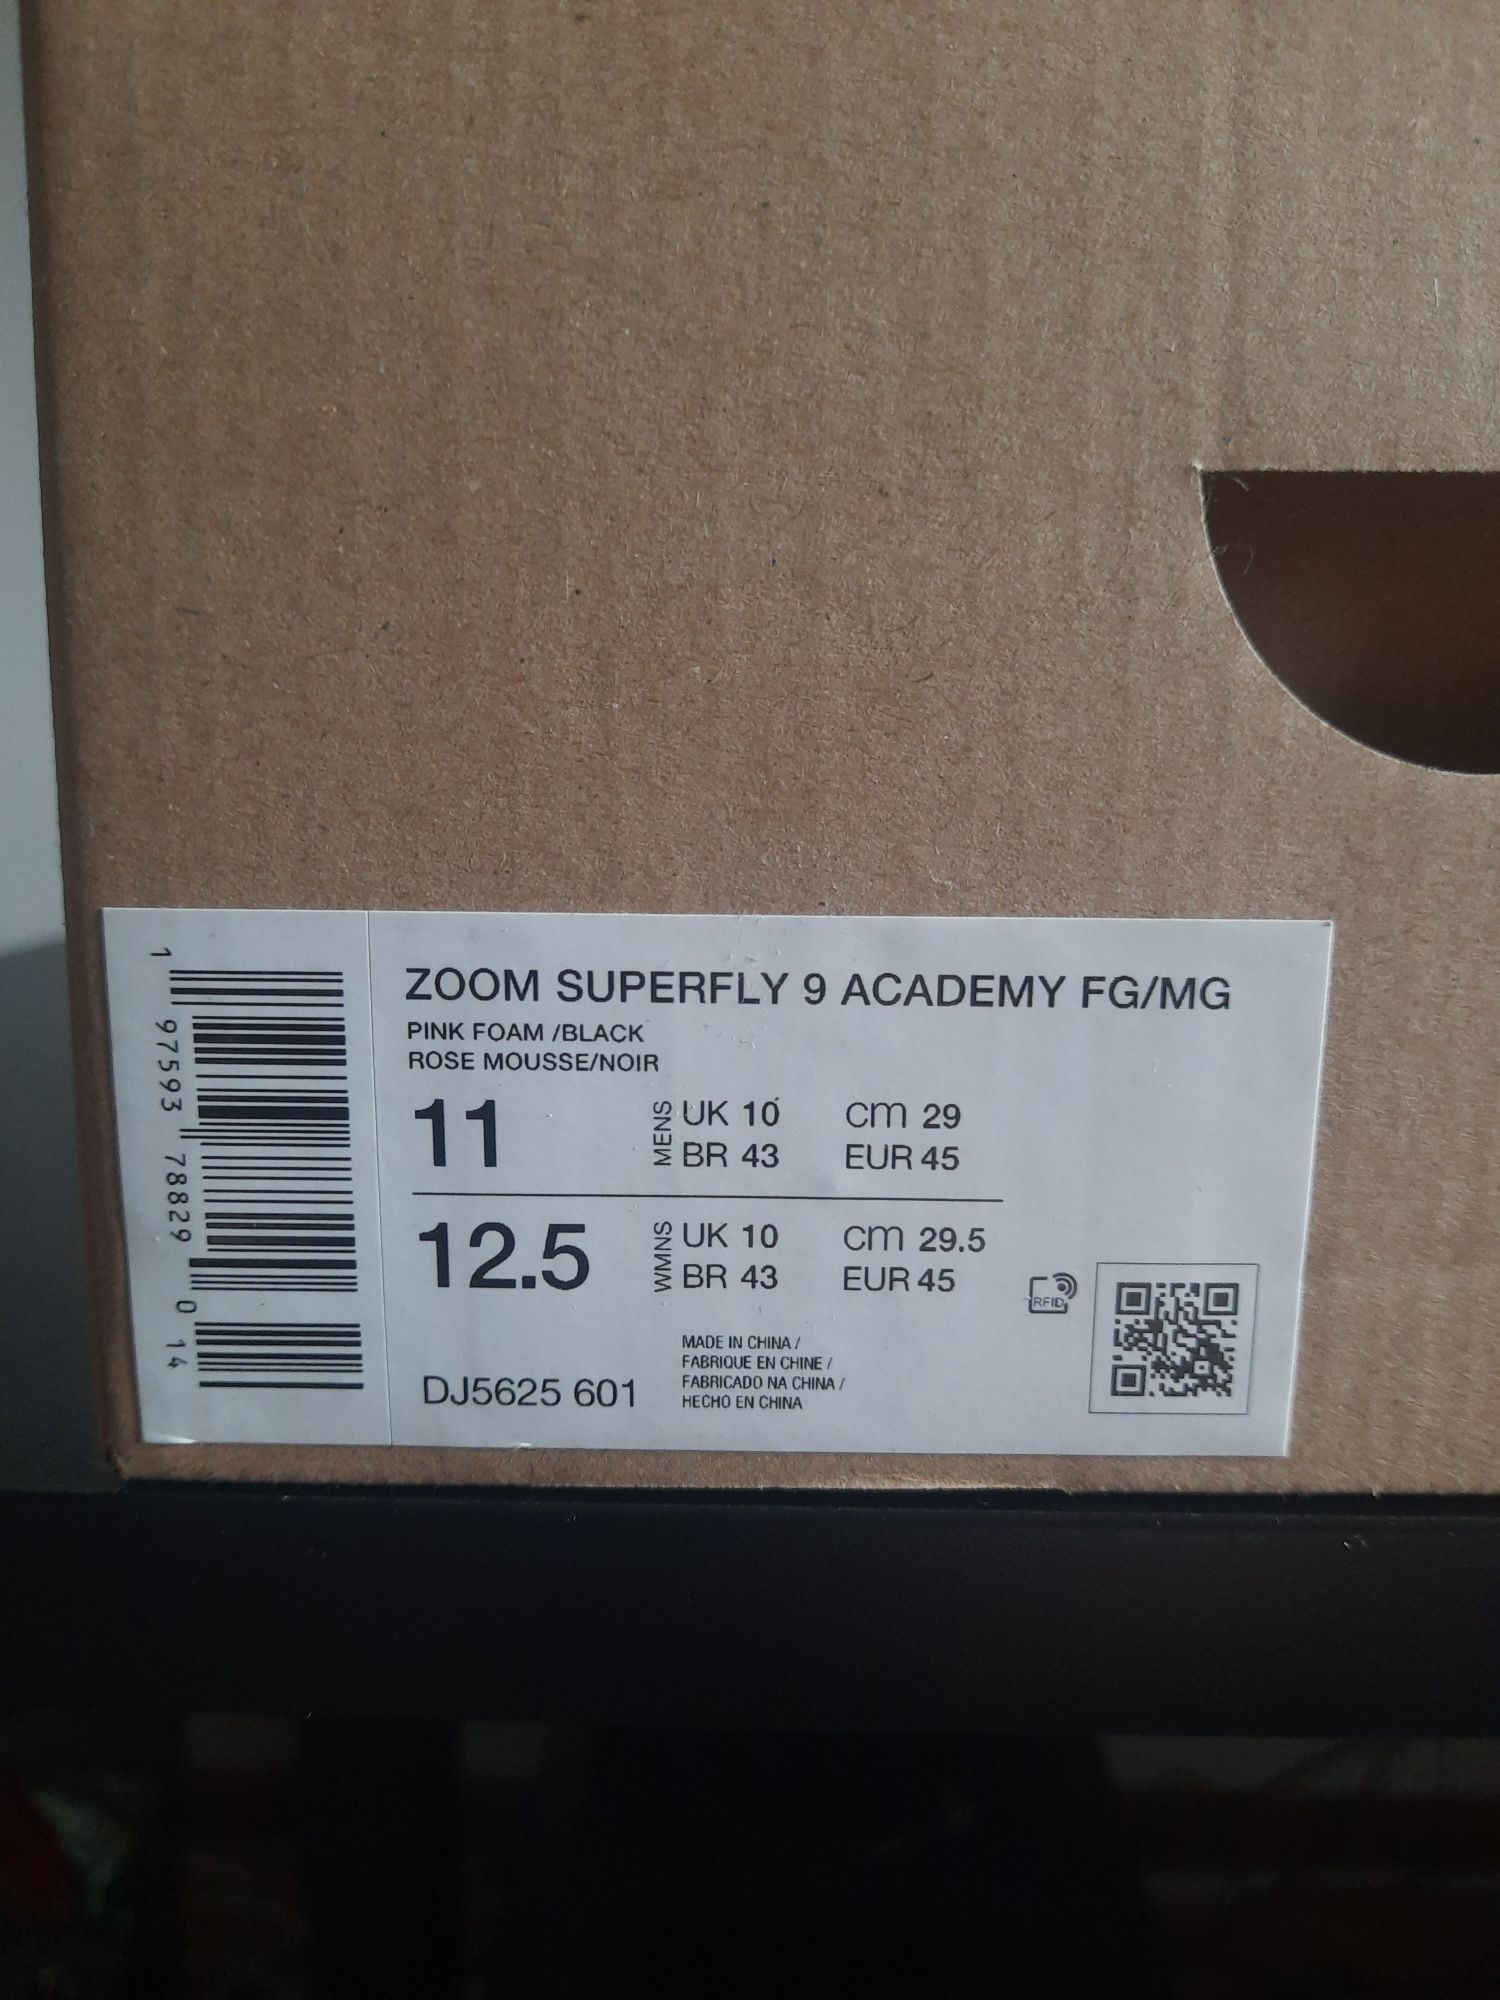 ZOOM SUPERFLY 9 ACADEMY FG/MG
PINK FOAM /BLACK
ROSE MOUSSE/NOIR
11 MENS UK 10 CM 29
BR 43 EUR 45
12.5 WMNS UK 10 CM 29.5
BR 43 EUR 45
RFID
MADE IN CHINA /
FABRIQUE EN CHINE /
FABRICADO NA CHINA /
HECHO EN CHINA
DJ5625 601
1 97593 78829 0 14